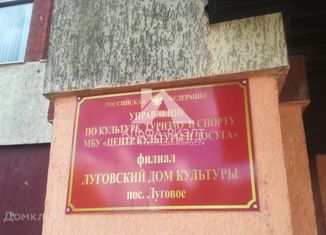 РОССИЙСКАЯ ФЕДЕРАЦИЯ
УПРАВЛЕНИЕ
ПО КУЛЬТУРЕ, ТУРИЗМУ И СПОРТУ
МБУ «ЦЕНТР КУЛЬТУРЫ И ДОСУГА»
филиал
ЛУГОВСКИЙ ДОМ КУЛЬТУРЫ
пос. Луговое
Домклик